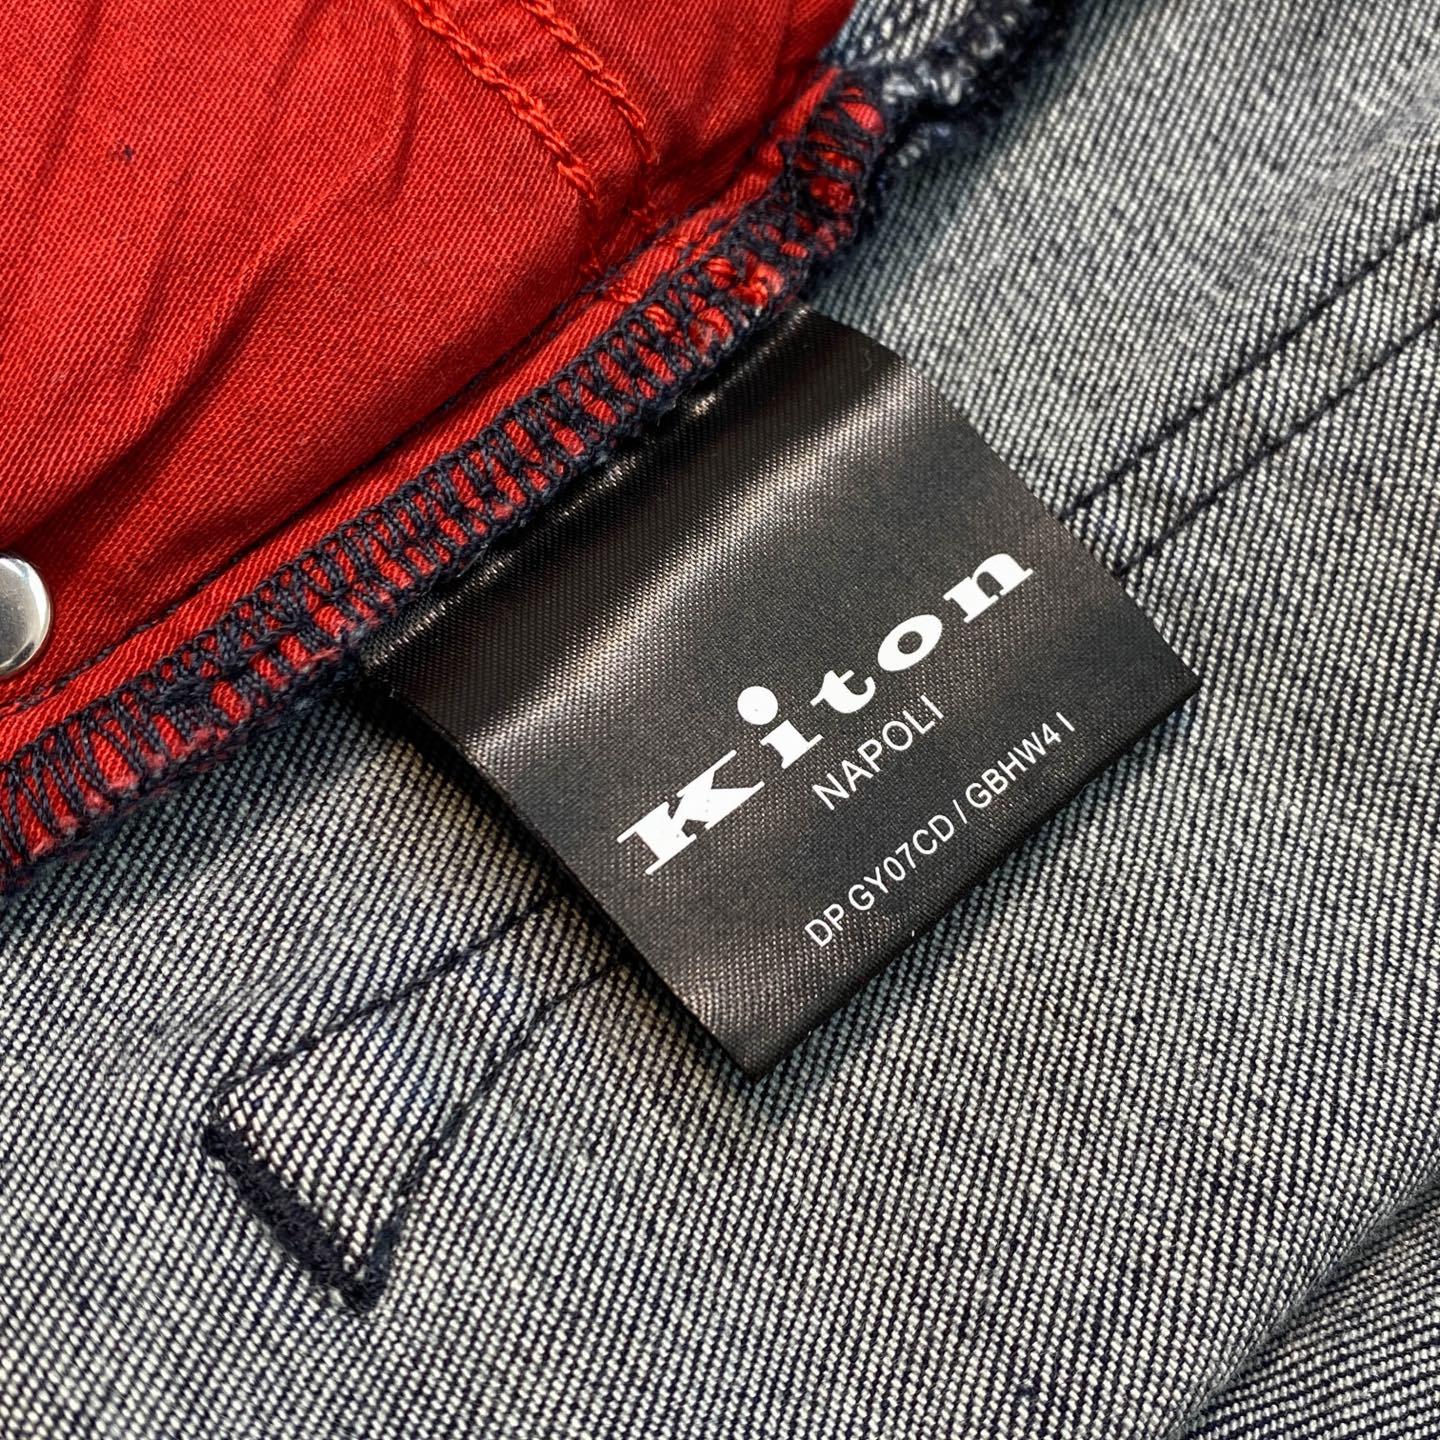 Kiton
NAPOLI
DP GY07CD / GBHW4 I